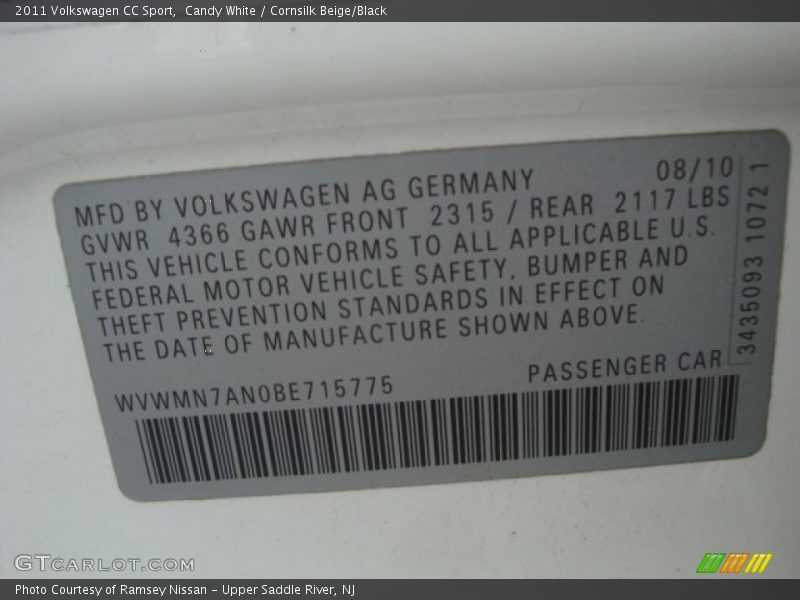 2011 Volkswagen CC Sport,  Candy White / Cornsilk Beige/Black
MFD BY VOLKSWAGEN AG GERMANY 08/10
GVWR 4366 GAWR FRONT 2315 / REAR 2117 LBS
THIS VEHICLE CONFORMS TO ALL APPLICABLE U.S.
FEDERAL MOTOR VEHICLE SAFETY, BUMPER AND
THEFT PREVENTION STANDARDS IN EFFECT ON
THE DATE OF MANUFACTURE SHOWN ABOVE.
3435093 1072 1
WVWMN7AN0BE715775 PASSENGER CAR
GTCARLOT.COM
Photo Courtesy of Ramsey Nissan - Upper Saddle River, NJ